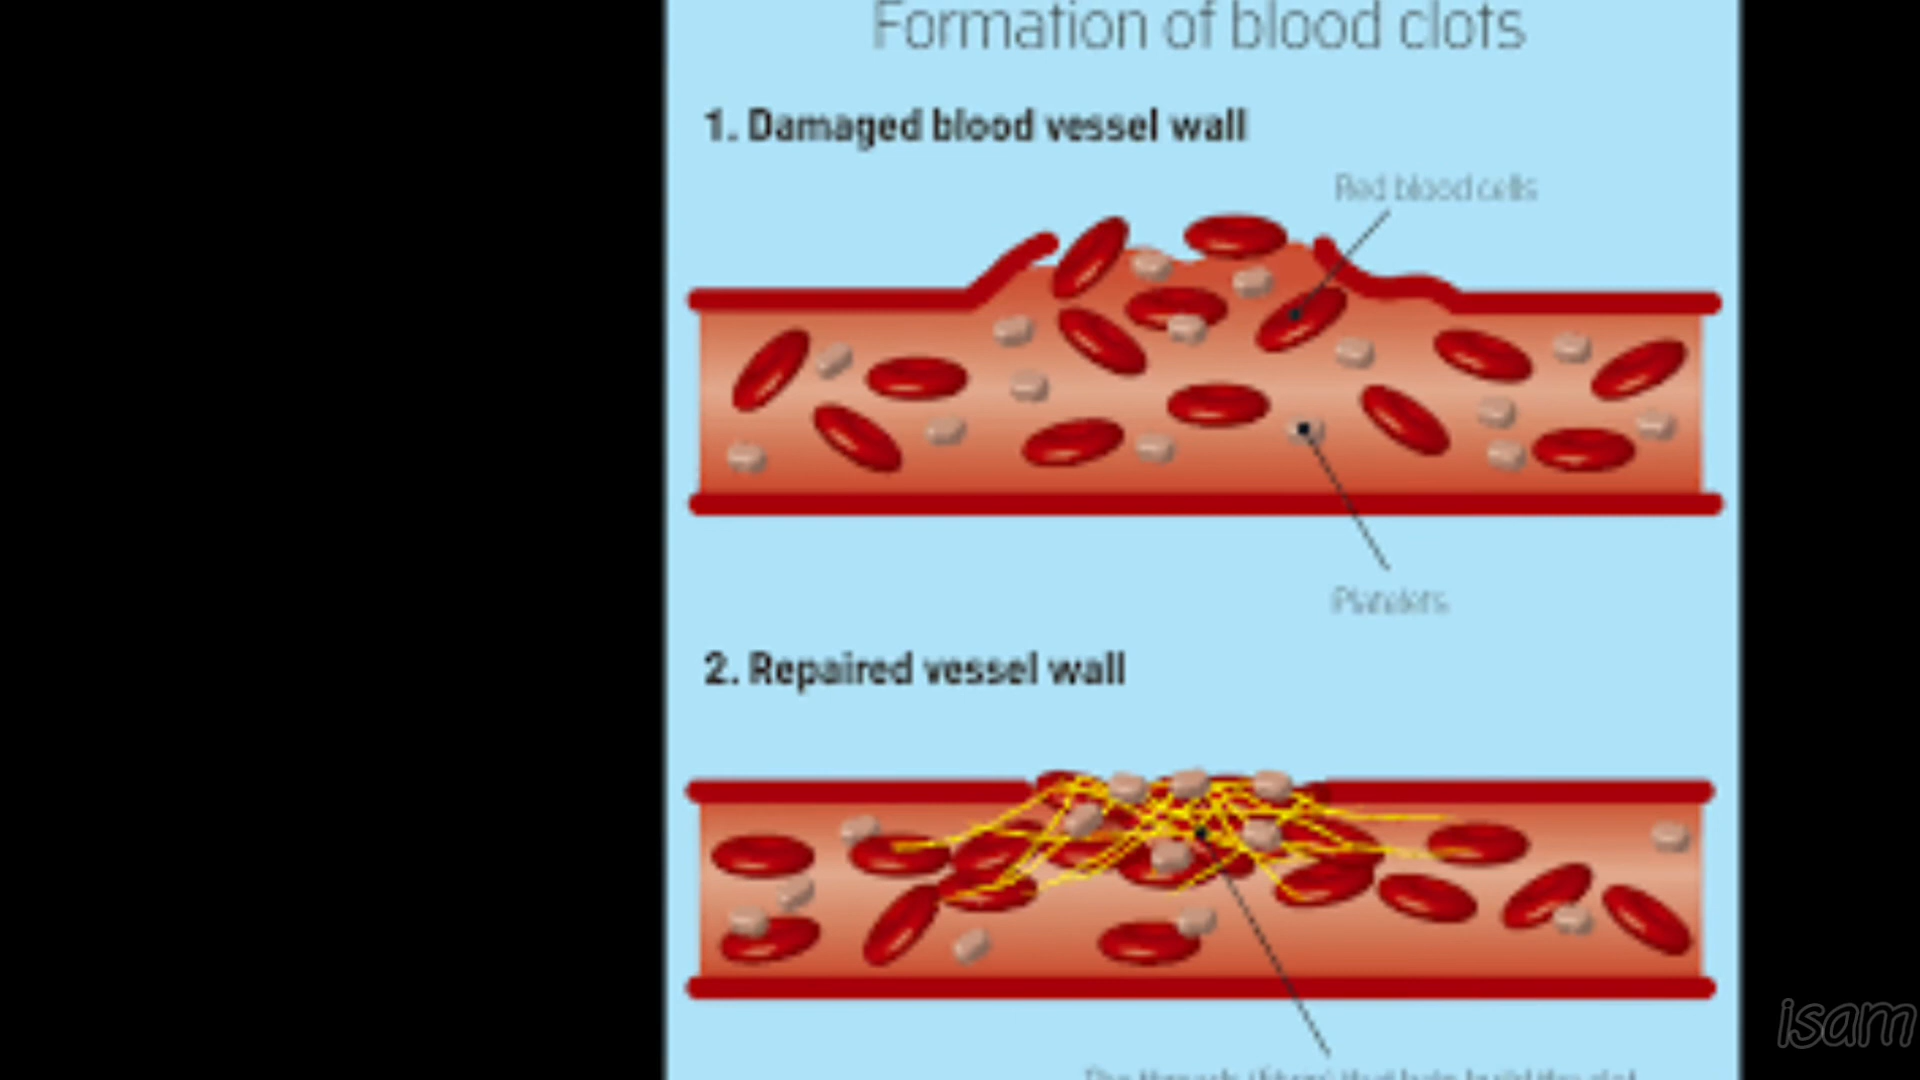 Formation of blood clots
1. Damaged blood vessel wall
Red blood cells
Platelets
2. Repaired vessel wall
isam